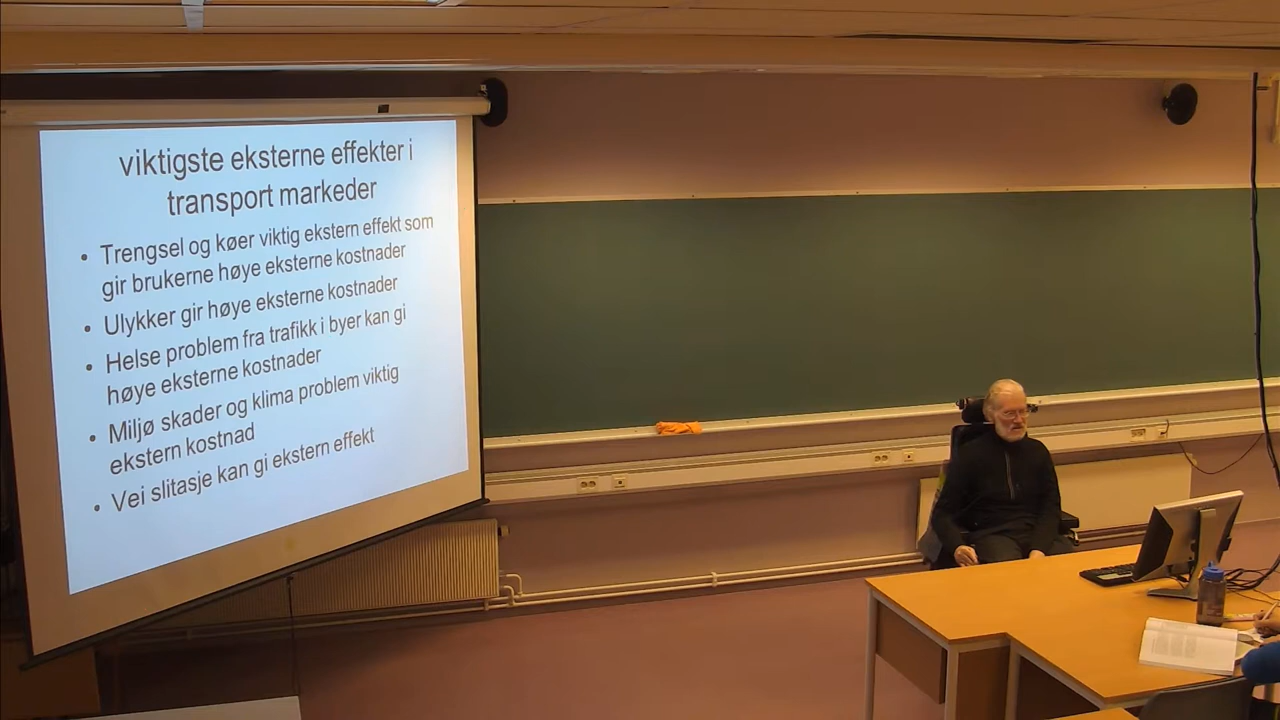 viktigste eksterne effekter i
transport markeder
• Trengsel og køer viktig ekstern effekt som
gir brukerne høye eksterne kostnader
• Ulykker gir høye eksterne kostnader
• Helse problem fra trafikk i byer kan gi
høye eksterne kostnader
• Miljø skader og klima problem viktig
ekstern kostnad
• Vei slitasje kan gi ekstern effekt